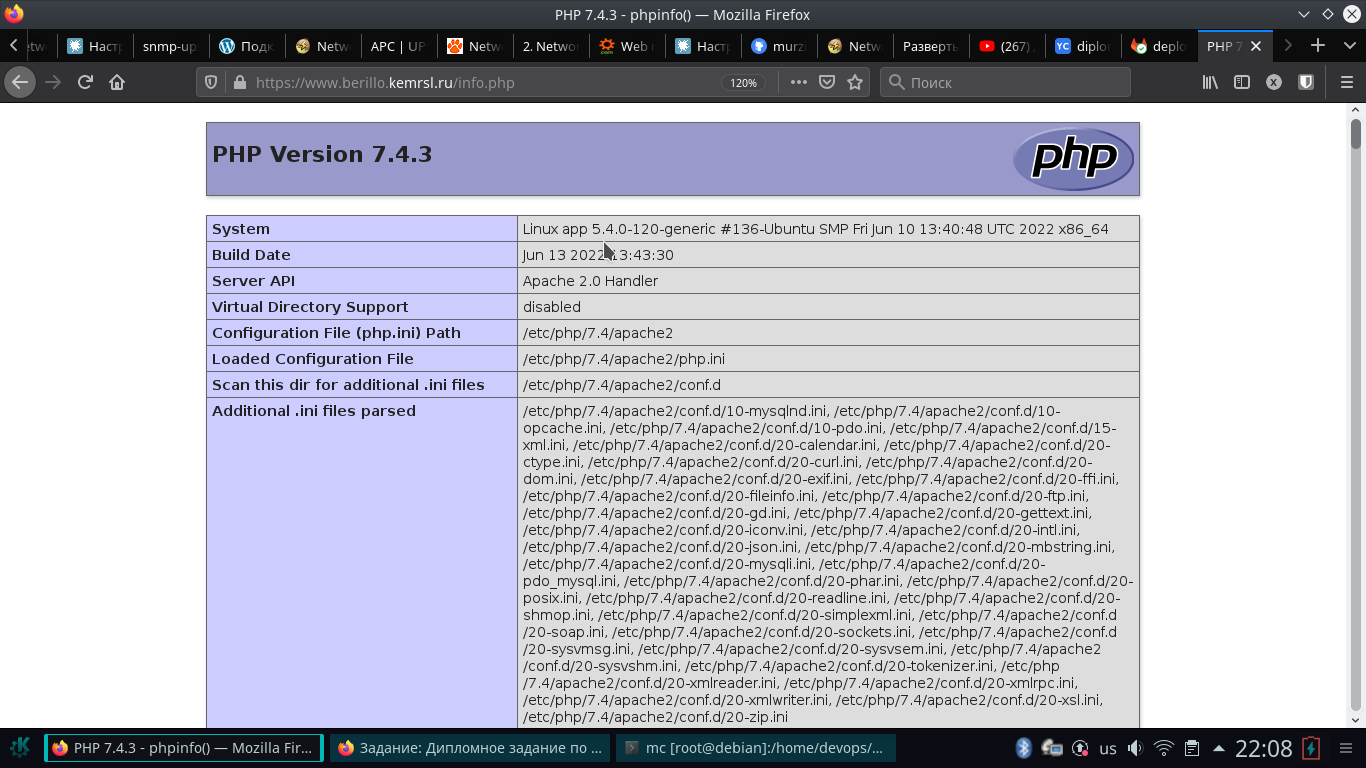 PHP 7.4.3 - phpinfo() — Mozilla Firefox
Наст snmp-up Подк Netw APC | UP Netw 2. Netwo Web Наст murzi Netw Разверть (267) diplor deplo PHP 7
https://www.berillo.kemrsl.ru/info.php 120% Поиск
PHP Version 7.4.3 php
System Linux app 5.4.0-120-generic #136-Ubuntu SMP Fri Jun 10 13:40:48 UTC 2022 x86_64
Build Date Jun 13 2022 13:43:30
Server API Apache 2.0 Handler
Virtual Directory Support disabled
Configuration File (php.ini) Path /etc/php/7.4/apache2
Loaded Configuration File /etc/php/7.4/apache2/php.ini
Scan this dir for additional .ini files /etc/php/7.4/apache2/conf.d
Additional .ini files parsed /etc/php/7.4/apache2/conf.d/10-mysqlnd.ini, /etc/php/7.4/apache2/conf.d/10-
opcache.ini, /etc/php/7.4/apache2/conf.d/10-pdo.ini, /etc/php/7.4/apache2/conf.d/15-
xml.ini, /etc/php/7.4/apache2/conf.d/20-calendar.ini, /etc/php/7.4/apache2/conf.d/20-
ctype.ini, /etc/php/7.4/apache2/conf.d/20-curl.ini, /etc/php/7.4/apache2/conf.d/20-
dom.ini, /etc/php/7.4/apache2/conf.d/20-exif.ini, /etc/php/7.4/apache2/conf.d/20-ffi.ini,
/etc/php/7.4/apache2/conf.d/20-fileinfo.ini, /etc/php/7.4/apache2/conf.d/20-ftp.ini,
/etc/php/7.4/apache2/conf.d/20-gd.ini, /etc/php/7.4/apache2/conf.d/20-gettext.ini,
/etc/php/7.4/apache2/conf.d/20-iconv.ini, /etc/php/7.4/apache2/conf.d/20-intl.ini,
/etc/php/7.4/apache2/conf.d/20-json.ini, /etc/php/7.4/apache2/conf.d/20-mbstring.ini,
/etc/php/7.4/apache2/conf.d/20-mysqli.ini, /etc/php/7.4/apache2/conf.d/20-
pdo_mysql.ini, /etc/php/7.4/apache2/conf.d/20-phar.ini, /etc/php/7.4/apache2/conf.d/20-
posix.ini, /etc/php/7.4/apache2/conf.d/20-readline.ini, /etc/php/7.4/apache2/conf.d/20-
shmop.ini, /etc/php/7.4/apache2/conf.d/20-simplexml.ini, /etc/php/7.4/apache2/conf.d
/20-soap.ini, /etc/php/7.4/apache2/conf.d/20-sockets.ini, /etc/php/7.4/apache2/conf.d
/20-sysvmsg.ini, /etc/php/7.4/apache2/conf.d/20-sysvsem.ini, /etc/php/7.4/apache2
/conf.d/20-sysvshm.ini, /etc/php/7.4/apache2/conf.d/20-tokenizer.ini, /etc/php
/7.4/apache2/conf.d/20-xmlreader.ini, /etc/php/7.4/apache2/conf.d/20-xmlrpc.ini,
/etc/php/7.4/apache2/conf.d/20-xmlwriter.ini, /etc/php/7.4/apache2/conf.d/20-xsl.ini,
/etc/php/7.4/apache2/conf.d/20-zip.ini
PHP 7.4.3 - phpinfo() — Mozilla Fir... Задание: Дипломное задание по ... mc [root@debian]:/home/devops/... us 22:08